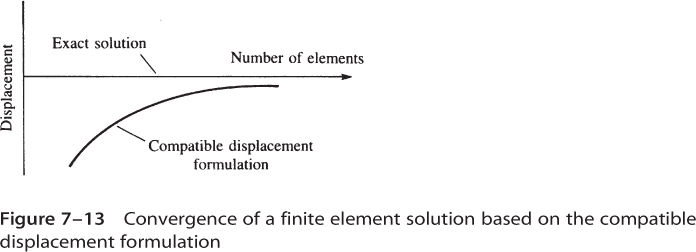 Exact solution
Number of elements
Displacement
Compatible displacement
formulation
Figure 7–13 Convergence of a finite element solution based on the compatible
displacement formulation